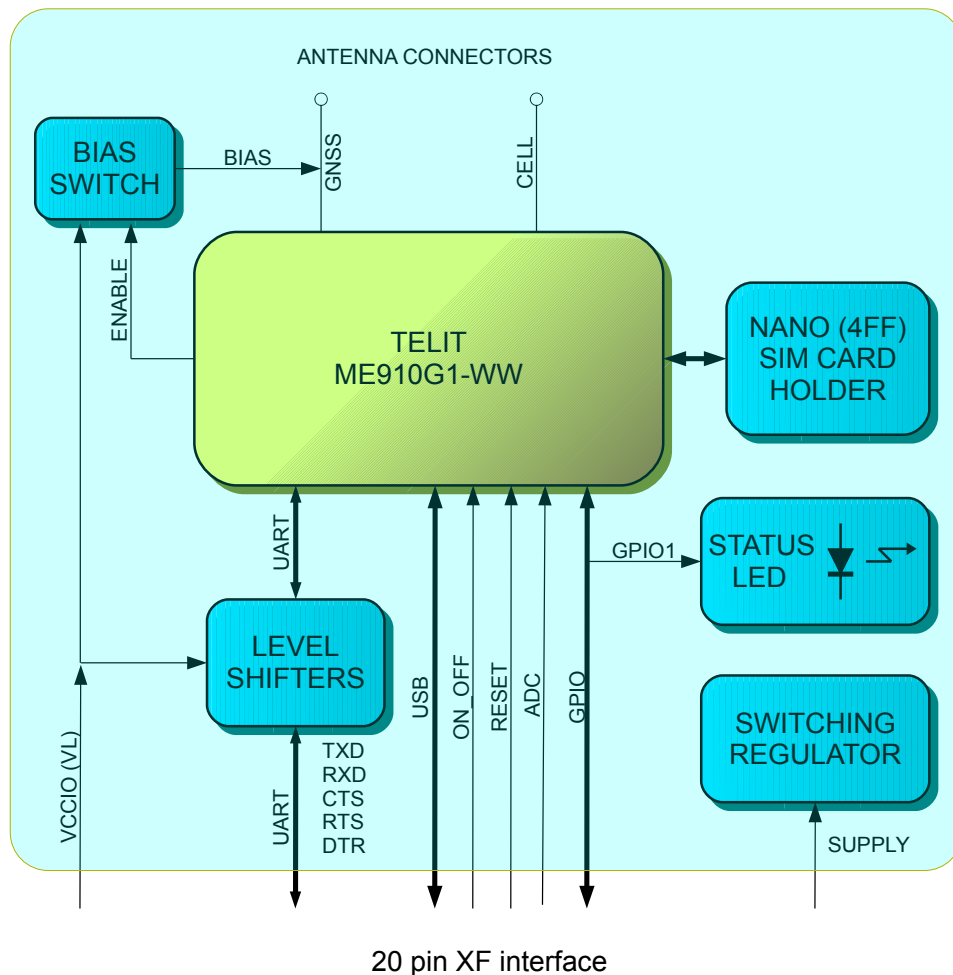 ANTENNA CONNECTORS
BIAS
SWITCH
BIAS
GNSS
CELL
ENABLE
TELIT
ME910G1-WW
NANO (4FF)
SIM CARD
HOLDER
UART
GPIO1
STATUS
LED
LEVEL
SHIFTERS
USB
ON_OFF
RESET
ADC
GPIO
SWITCHING
REGULATOR
VCCIO (VL)
UART
TXD
RXD
CTS
RTS
DTR
SUPPLY
20 pin XF interface